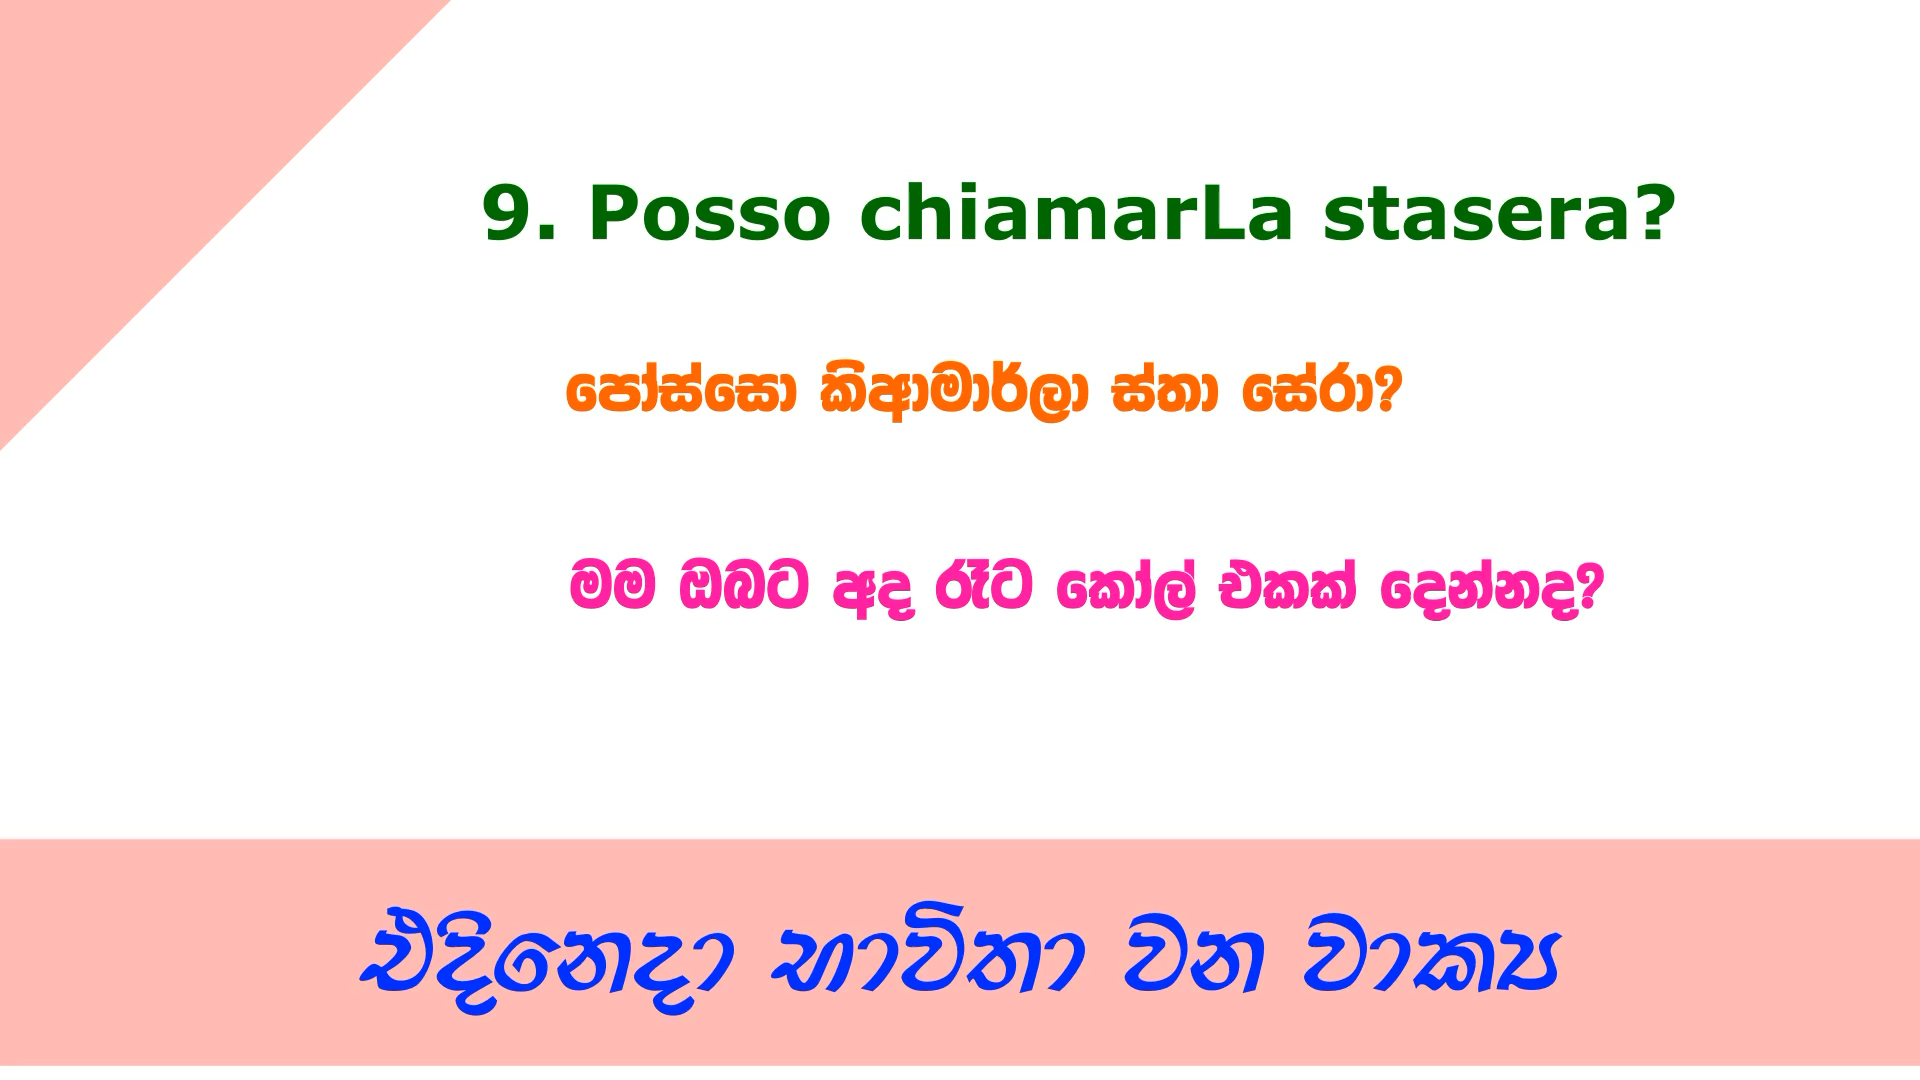 9. Posso chiamarLa stasera?
පෝස්සො කිආමාර්ලා ස්තා සේරා?
මම ඔබට අද රෑට කෝල් එකක් දෙන්නද?
එදිනෙදා භාවිතා වන වාක්‍ය